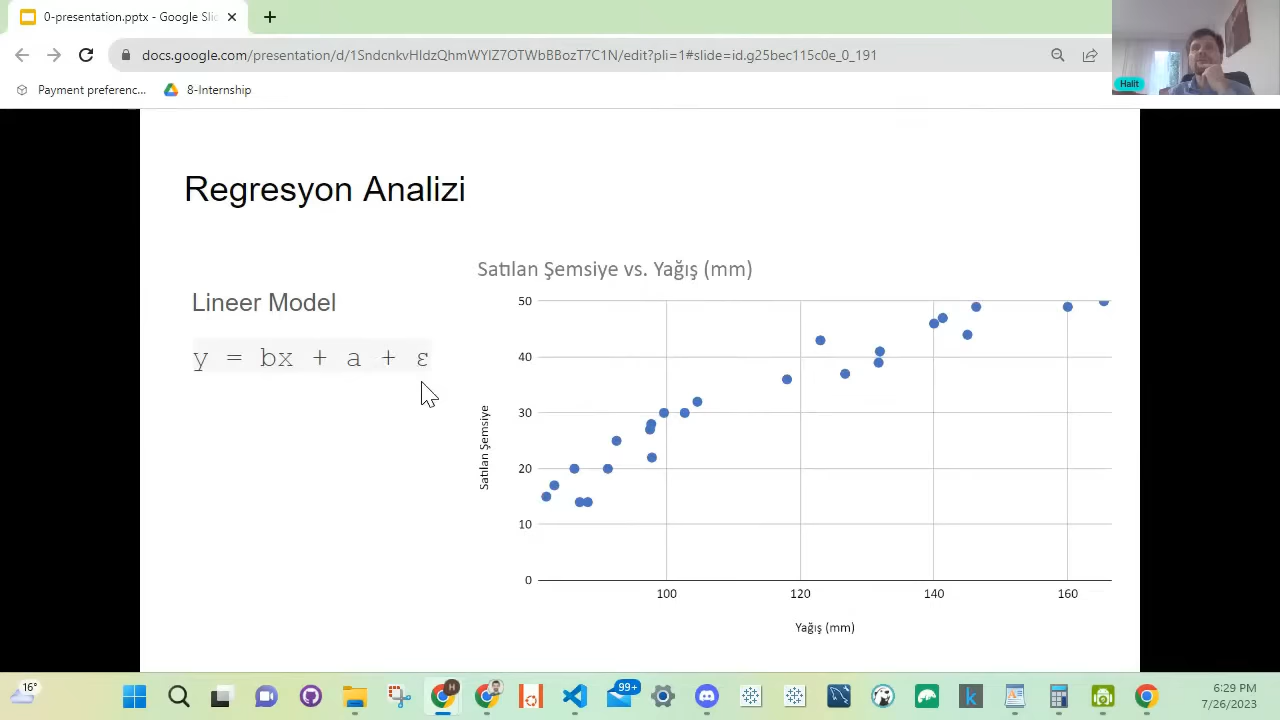 0-presentation.pptx - Google Slid
docs.google.com/presentation/d/1SndcnkvHIdzQhmWYIZ7OTWbBBozT7C1N/edit?pli=1#slide=id.g25bec115c0e_0_191
Payment preferenc...
8-Internship
Halit
Regresyon Analizi
Lineer Model
y = bx + a + ε
Satılan Şemsiye vs. Yağış (mm)
50
40
30
20
10
0
Satılan Şemsiye
100 120 140 160
Yağış (mm)
16°
H
99+
k
6:29 PM
7/26/2023